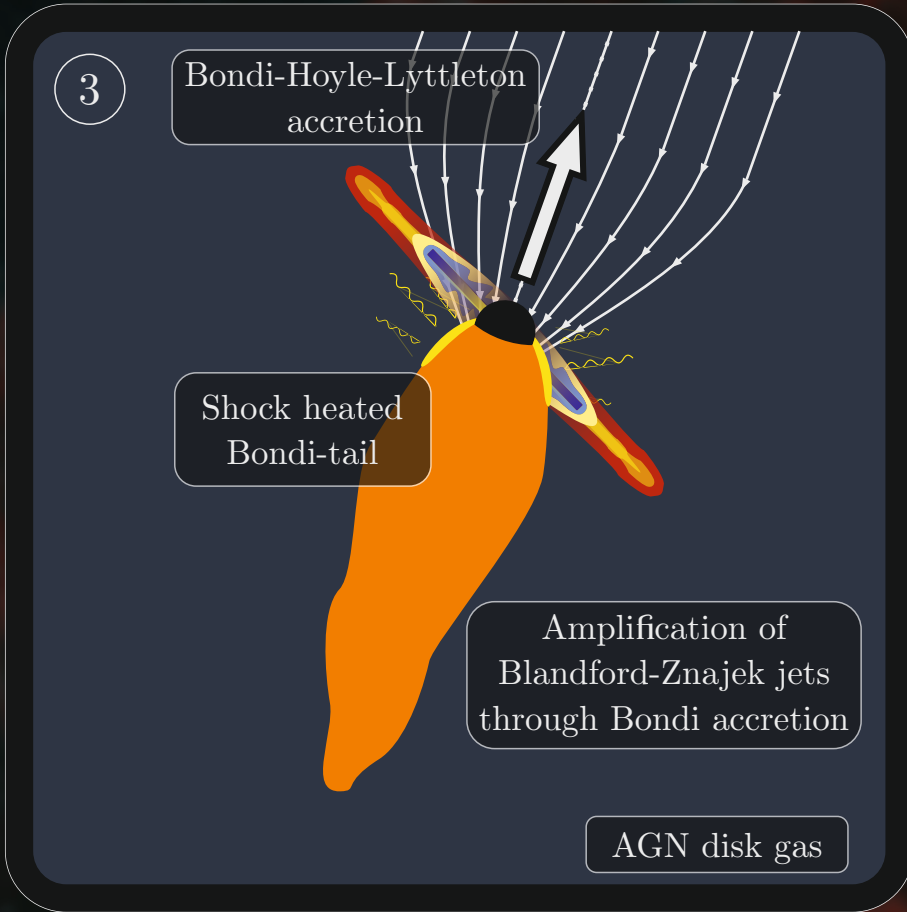 3
Bondi-Hoyle-Lyttleton
accretion
Shock heated
Bondi-tail
Amplification of
Blandford-Znajek jets
through Bondi accretion
AGN disk gas